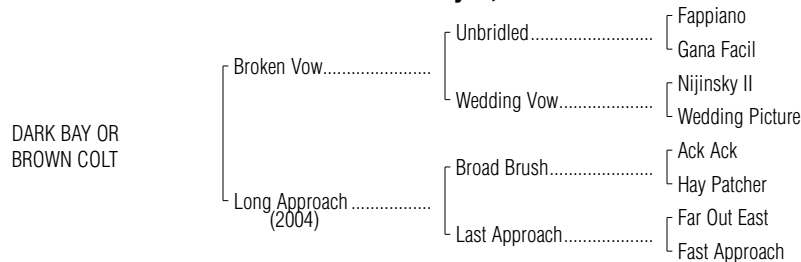 Fappiano
Unbridled..........................
Gana Facil
Broken Vow.......................
Nijinsky II
Wedding Vow....................
Wedding Picture
DARK BAY OR
BROWN COLT
Ack Ack
Broad Brush......................
Hay Patcher
Long Approach .................
(2004)
Far Out East
Last Approach...................
Fast Approach